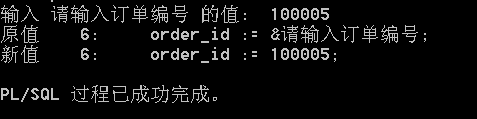 输入 请输入订单编号 的值: 100005
原值    6:    order_id := &请输入订单编号;
新值    6:    order_id := 100005;
PL/SQL 过程已成功完成。